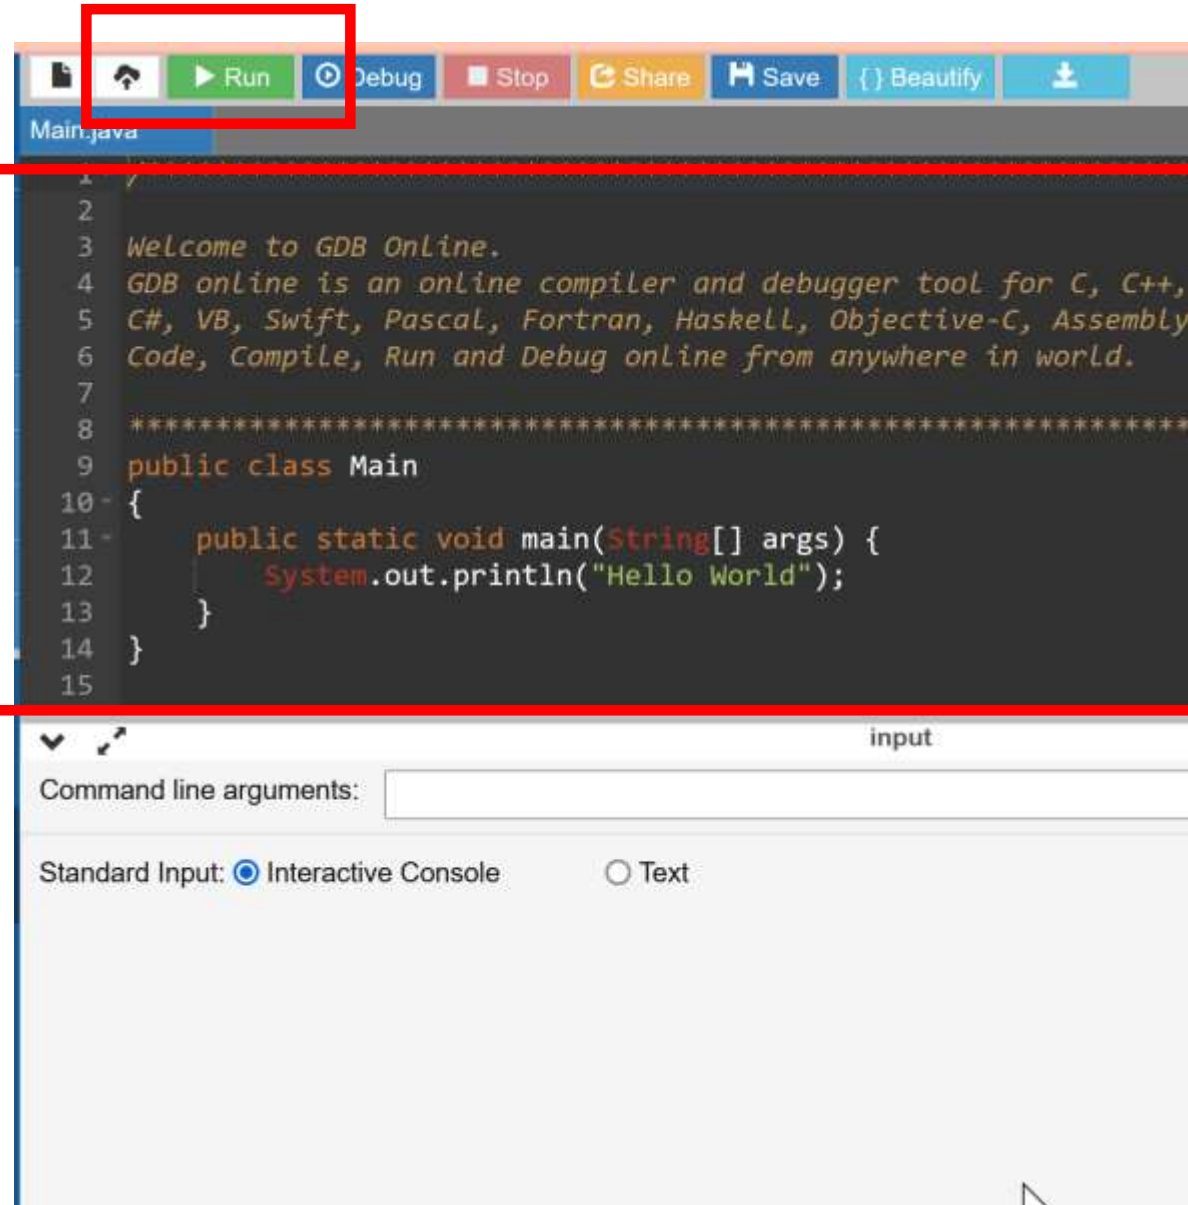 Run Debug Stop Share Save {} Beautify
Main.java
1 /******************************************************************************
2
3 Welcome to GDB Online.
4 GDB online is an online compiler and debugger tool for C, C++,
5 C#, VB, Swift, Pascal, Fortran, Haskell, Objective-C, Assembly
6 Code, Compile, Run and Debug online from anywhere in world.
7
8 *******************************************************************************
9 public class Main
10 {
11     public static void main(String[] args) {
12         System.out.println("Hello World");
13     }
14 }
15
input
Command line arguments:
Standard Input: Interactive Console Text